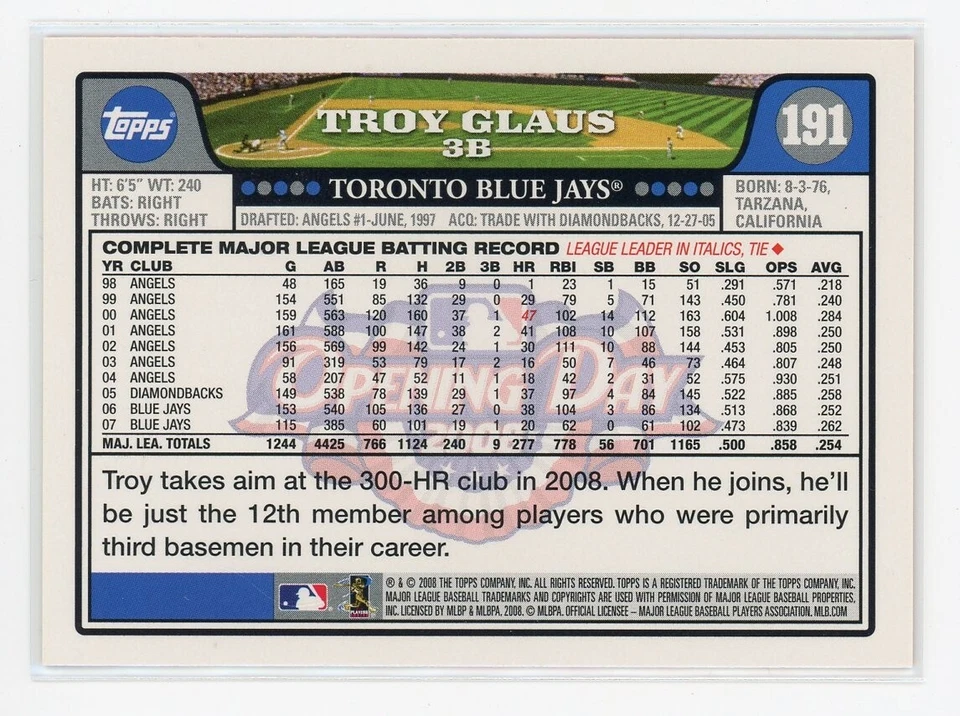 topps
TROY GLAUS
3B
191
HT: 6'5" WT: 240
BATS: RIGHT
THROWS: RIGHT
TORONTO BLUE JAYS®
DRAFTED: ANGELS #1-JUNE, 1997 ACQ: TRADE WITH DIAMONDBACKS, 12-27-05
BORN: 8-3-76,
TARZANA,
CALIFORNIA
COMPLETE MAJOR LEAGUE BATTING RECORD LEAGUE LEADER IN ITALICS, TIE ◆
YR CLUB G AB R H 2B 3B HR RBI SB BB SO SLG OPS AVG
98 ANGELS 48 165 19 36 9 0 1 23 1 15 51 .291 .571 .218
99 ANGELS 154 551 85 132 29 0 29 79 5 71 143 .450 .781 .240
00 ANGELS 159 563 120 160 37 1 47 102 14 112 163 .604 1.008 .284
01 ANGELS 161 588 100 147 38 2 41 108 10 107 158 .531 .898 .250
02 ANGELS 156 569 99 142 24 1 30 111 10 88 144 .453 .805 .250
03 ANGELS 91 319 53 79 17 2 16 50 7 46 73 .464 .807 .248
04 ANGELS 58 207 47 52 11 1 18 42 2 31 52 .575 .930 .251
05 DIAMONDBACKS 149 538 78 139 29 1 37 97 4 84 145 .522 .885 .258
06 BLUE JAYS 153 540 105 136 27 0 38 104 3 86 134 .513 .868 .252
07 BLUE JAYS 115 385 60 101 19 1 20 62 0 61 102 .473 .839 .262
MAJ. LEA. TOTALS 1244 4425 766 1124 240 9 277 778 56 701 1165 .500 .858 .254
OPENING DAY
2008
Troy takes aim at the 300-HR club in 2008. When he joins, he'll
be just the 12th member among players who were primarily
third basemen in their career.
® & © 2008 THE TOPPS COMPANY, INC. ALL RIGHTS RESERVED. TOPPS IS A REGISTERED TRADEMARK OF THE TOPPS COMPANY, INC.
MAJOR LEAGUE BASEBALL TRADEMARKS AND COPYRIGHTS ARE USED WITH PERMISSION OF MAJOR LEAGUE BASEBALL PROPERTIES,
INC. LICENSED BY MLBP & MLBPA. 2008. © MLBPA. OFFICIAL LICENSEE – MAJOR LEAGUE BASEBALL PLAYERS ASSOCIATION. MLB.COM